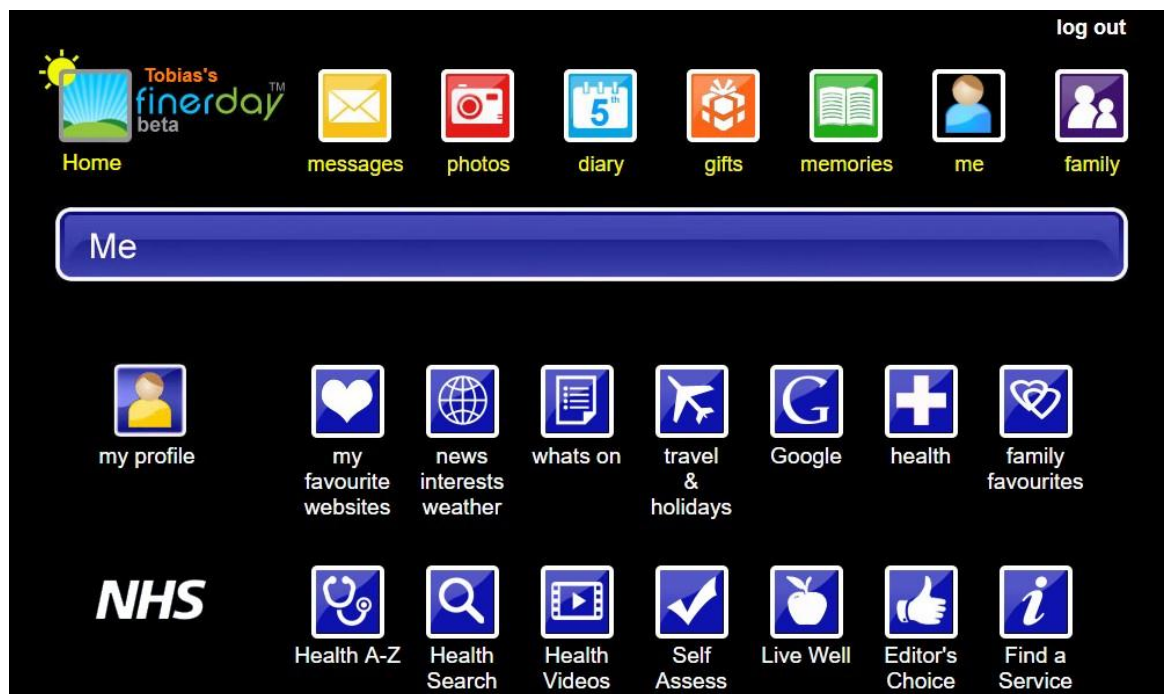 log out
Tobias's
finerday™
beta
Home
messages
photos
5th
diary
gifts
memories
me
family
Me
my profile
my
favourite
websites
news
interests
weather
whats on
travel
&
holidays
G
Google
health
family
favourites
NHS
Health A-Z
Health
Search
Health
Videos
Self
Assess
Live Well
Editor's
Choice
i
Find a
Service